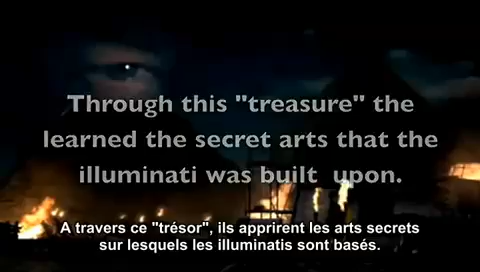 Through this "treasure" the
learned the secret arts that the
illuminati was built upon.
A travers ce "trésor", ils apprirent les arts secrets
sur lesquels les illuminatis sont basés.